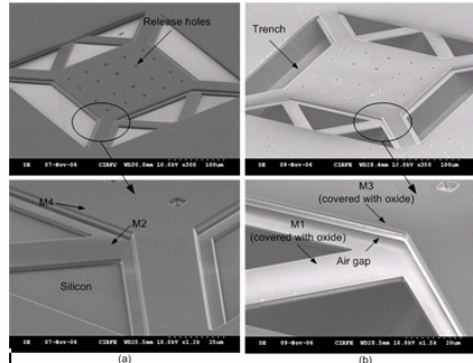 Release holes
Trench
SE 07-Nov-06 CIRFE WD30.0mm 10.0kV x300 100um
SE 09-Nov-06 CIRFE WD28.4mm 10.0kV x350 100um
M4
M2
Silicon
M3
(covered with oxide)
M1
(covered with oxide)
Air gap
SE 07-Nov-06 CIRFE WD25.5mm 10.0kV x1.2k 25um
SE 09-Nov-06 CIRFE WD28.5mm 10.0kV x1.5k 20um
(a)
(b)